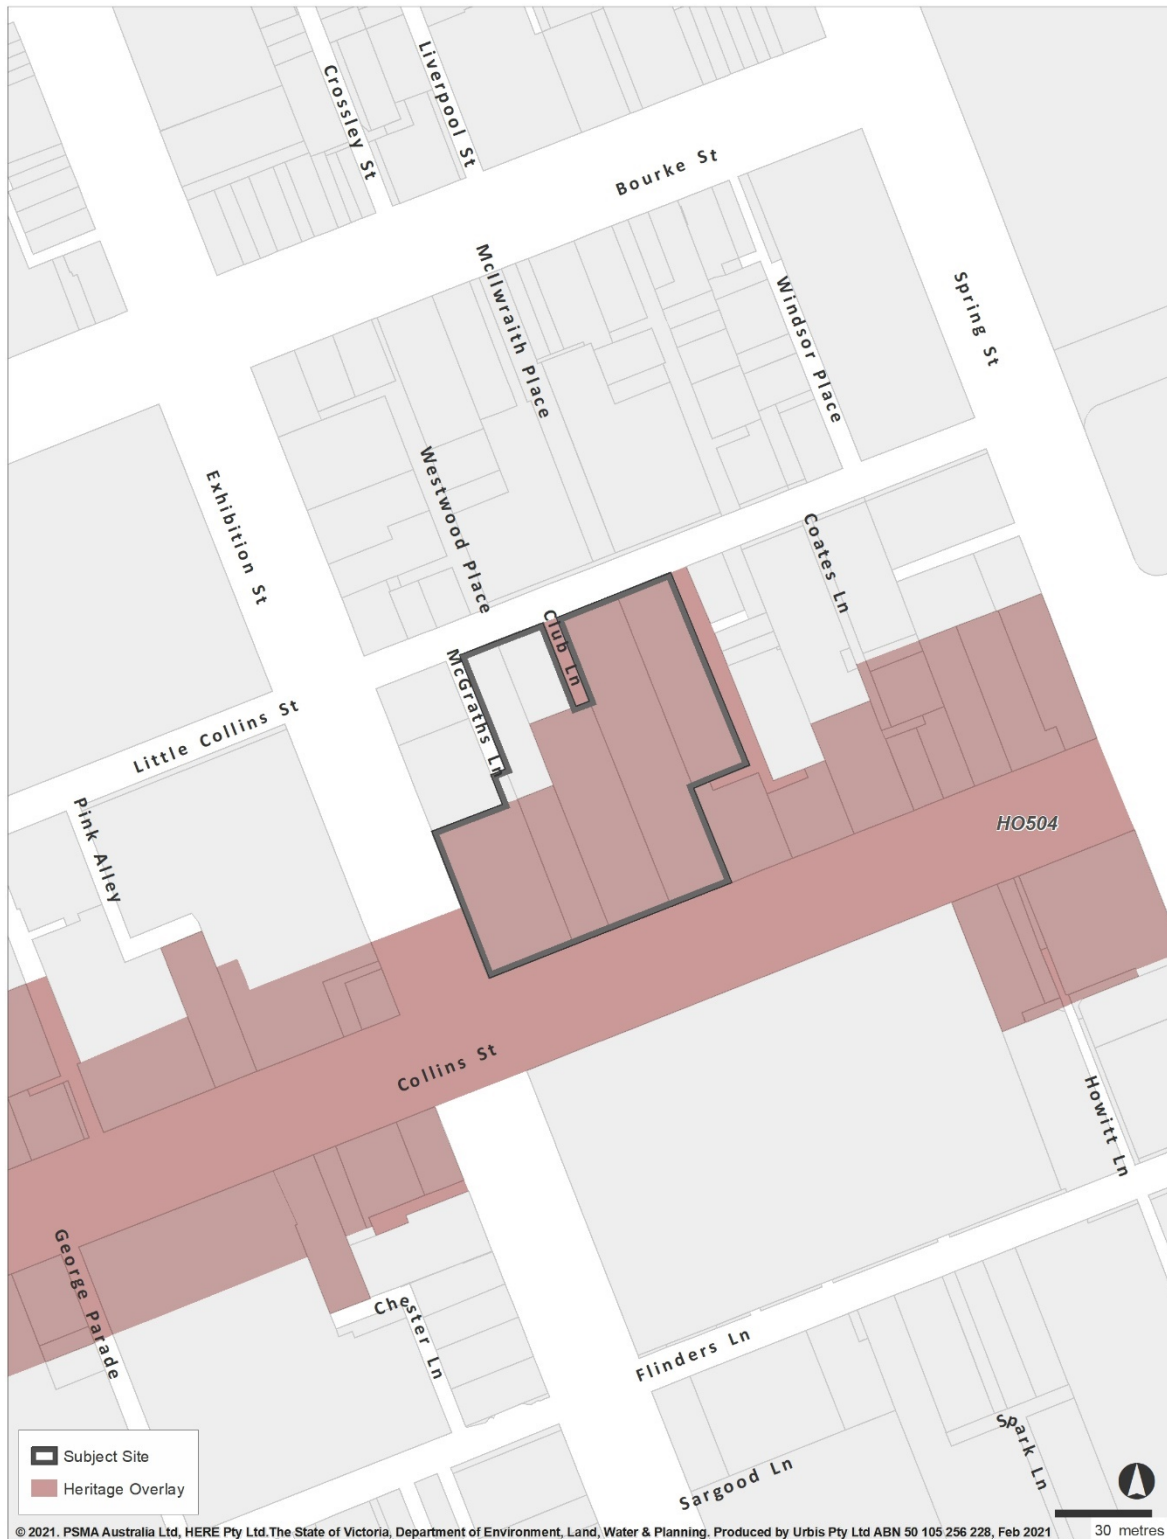 Crossley St
Liverpool St
Bourke St
McIlwraith Place
Windsor Place
Spring St
Exhibition St
Westwood Place
Coates Ln
Club Ln
McGraths Ln
Little Collins St
Pink Alley
HO504
Collins St
Howitt Ln
George Parade
Chester Ln
Flinders Ln
Spark Ln
Sargood Ln
Subject Site
Heritage Overlay
30 metres
© 2021. PSMA Australia Ltd, HERE Pty Ltd.The State of Victoria, Department of Environment, Land, Water & Planning. Produced by Urbis Pty Ltd ABN 50 105 256 228, Feb 2021